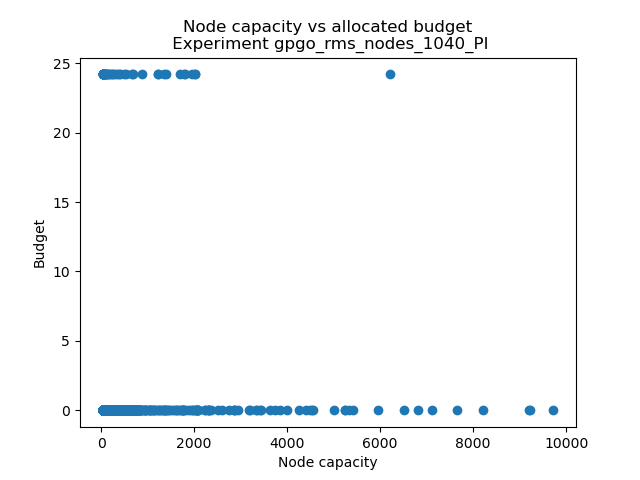 Node capacity vs allocated budget
Experiment gpgo_rms_nodes_1040_PI
25
20
15
10
5
0
Budget
0 2000 4000 6000 8000 10000
Node capacity